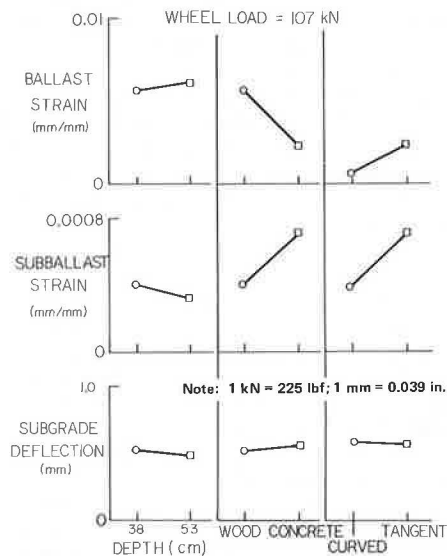 WHEEL LOAD = 107 kN
0.01
BALLAST
STRAIN
(mm/mm)
0
0.0008
SUBBALLAST
STRAIN
(mm/mm)
0
1.0
Note: 1 kN = 225 lbf; 1 mm = 0.039 in.
SUBGRADE
DEFLECTION
(mm)
0
38 53
DEPTH (cm)
WOOD CONCRETE
CURVED TANGENT